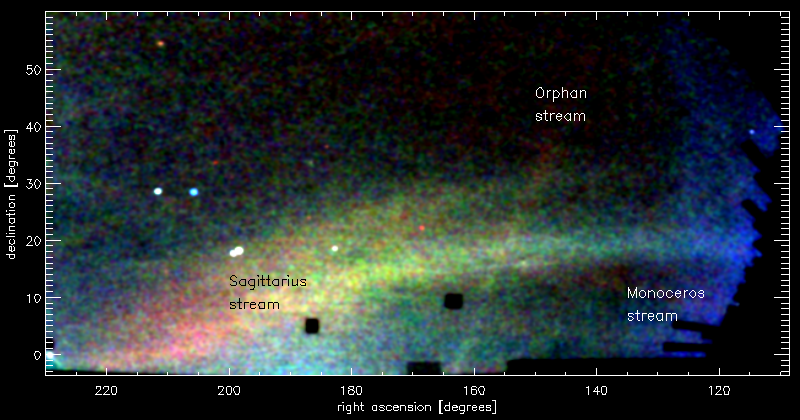 Orphan
stream
Sagittarius
stream
Monoceros
stream
50
40
30
20
10
0
declination [degrees]
220
200
180
160
140
120
right ascension [degrees]